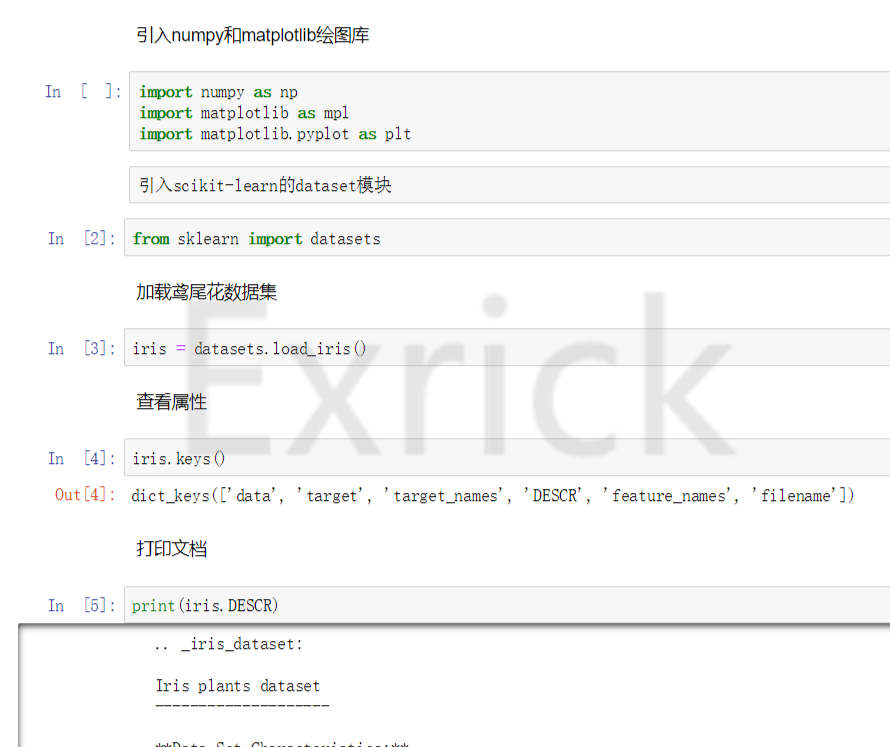 引入numpy和matplotlib绘图库
In [ ]: import numpy as np
import matplotlib as mpl
import matplotlib.pyplot as plt
引入scikit-learn的dataset模块
In [2]: from sklearn import datasets
加载鸢尾花数据集
In [3]: iris = datasets.load_iris()
Exrick
查看属性
In [4]: iris.keys()
Out[4]: dict_keys(['data', 'target', 'target_names', 'DESCR', 'feature_names', 'filename'])
打印文档
In [5]: print(iris.DESCR)
.. _iris_dataset:
Iris plants dataset
--------------------
**Data Set Characteristics:**